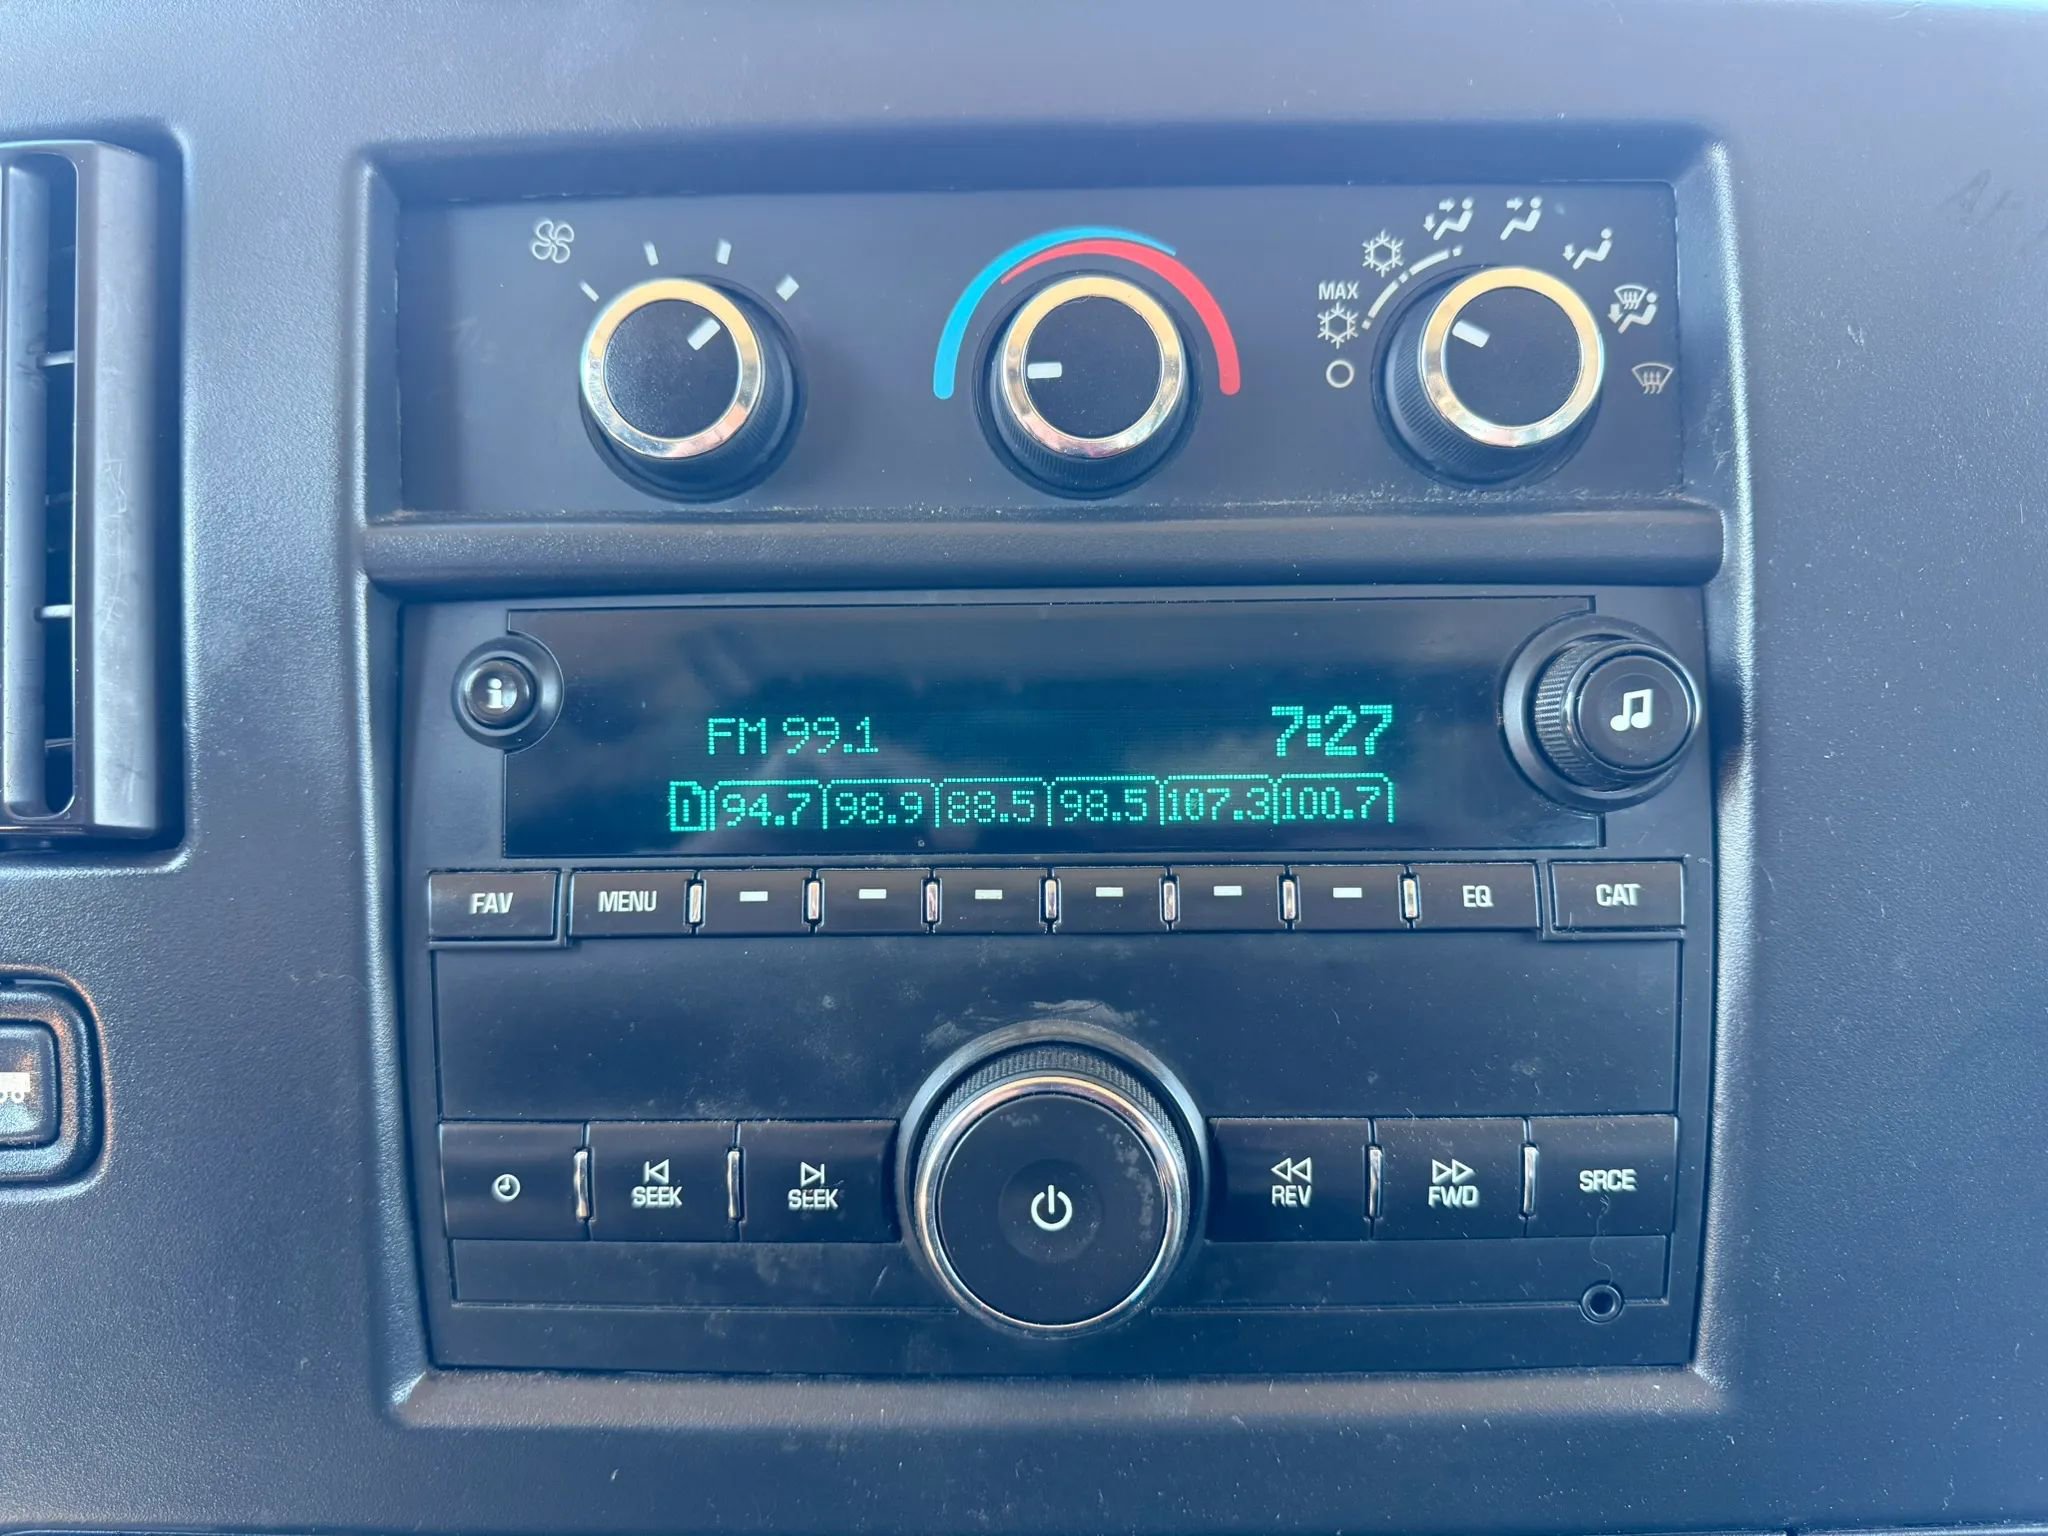 MAX
i
FM 99.1 7:27
1 94.7 98.9 88.5 98.5 107.3 100.7
FAV MENU EQ CAT
SEEK SEEK REV FWD SRCE